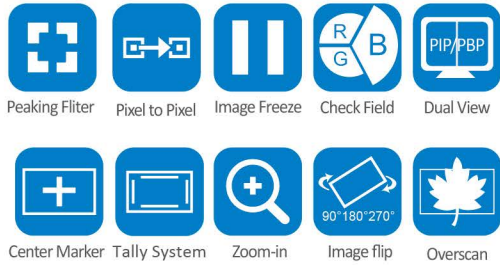 R
G
B
PIP/PBP
Peaking Fliter
Pixel to Pixel
Image Freeze
Check Field
Dual View
90°180°270°
Center Marker
Tally System
Zoom-in
Image flip
Overscan